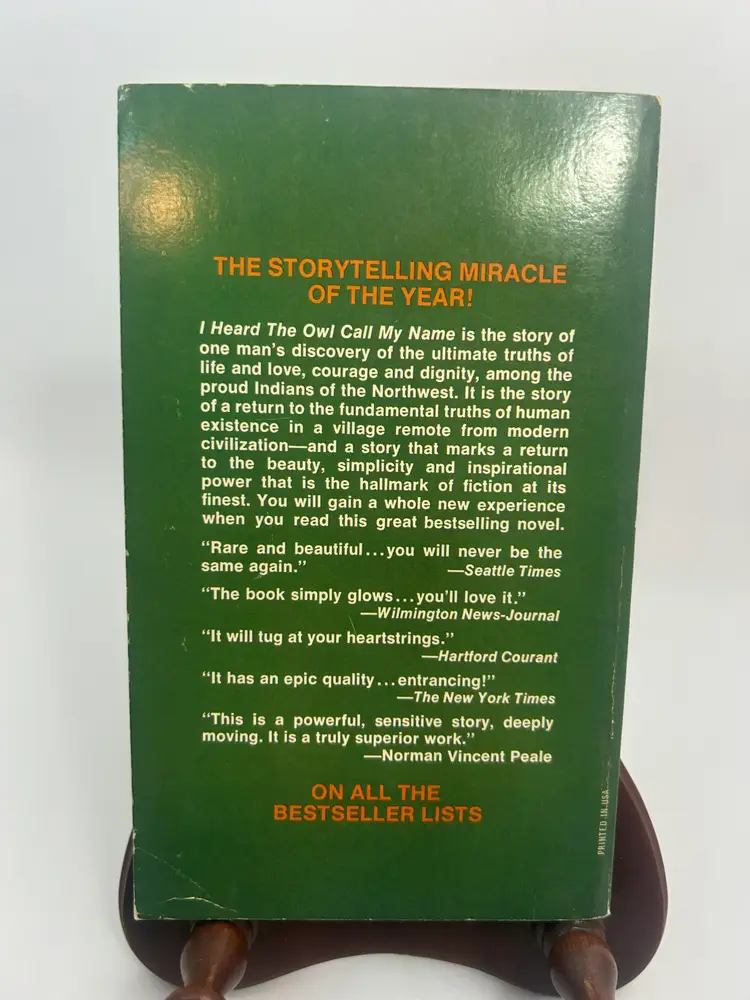 THE STORYTELLING MIRACLE
OF THE YEAR!
I Heard The Owl Call My Name is the story of
one man's discovery of the ultimate truths of
life and love, courage and dignity, among the
proud Indians of the Northwest. It is the story
of a return to the fundamental truths of human
existence in a village remote from modern
civilization—and a story that marks a return
to the beauty, simplicity and inspirational
power that is the hallmark of fiction at its
finest. You will gain a whole new experience
when you read this great bestselling novel.
"Rare and beautiful...you will never be the
same again." —Seattle Times
"The book simply glows...you'll love it."
—Wilmington News-Journal
"It will tug at your heartstrings."
—Hartford Courant
"It has an epic quality...entrancing!"
—The New York Times
"This is a powerful, sensitive story, deeply
moving. It is a truly superior work."
—Norman Vincent Peale
ON ALL THE
BESTSELLER LISTS
PRINTED IN USA